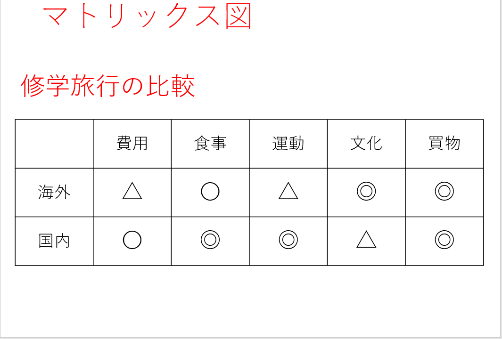 マトリックス図
修学旅行の比較
費用 食事 運動 文化 買物
海外 △ ○ △ ◎ ◎
国内 ○ ◎ ◎ △ ◎